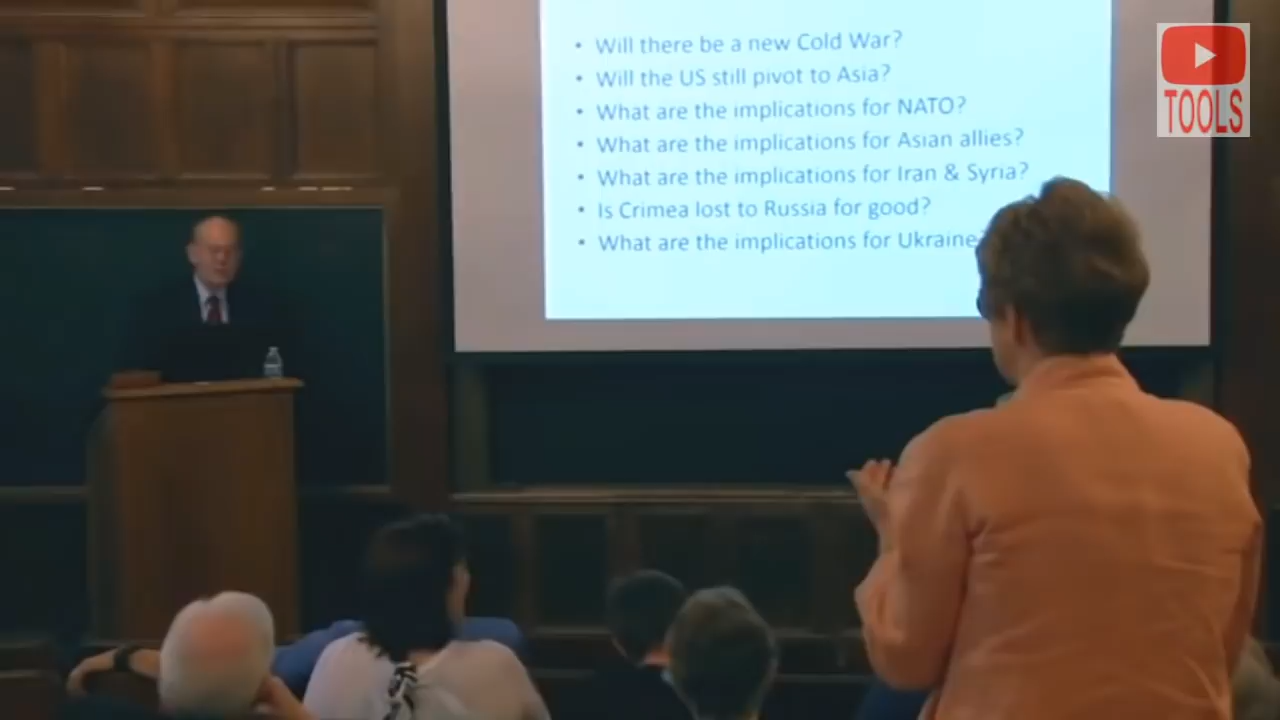 • Will there be a new Cold War?
• Will the US still pivot to Asia?
• What are the implications for NATO?
• What are the implications for Asian allies?
• What are the implications for Iran & Syria?
• Is Crimea lost to Russia for good?
• What are the implications for Ukraine?
TOOLS